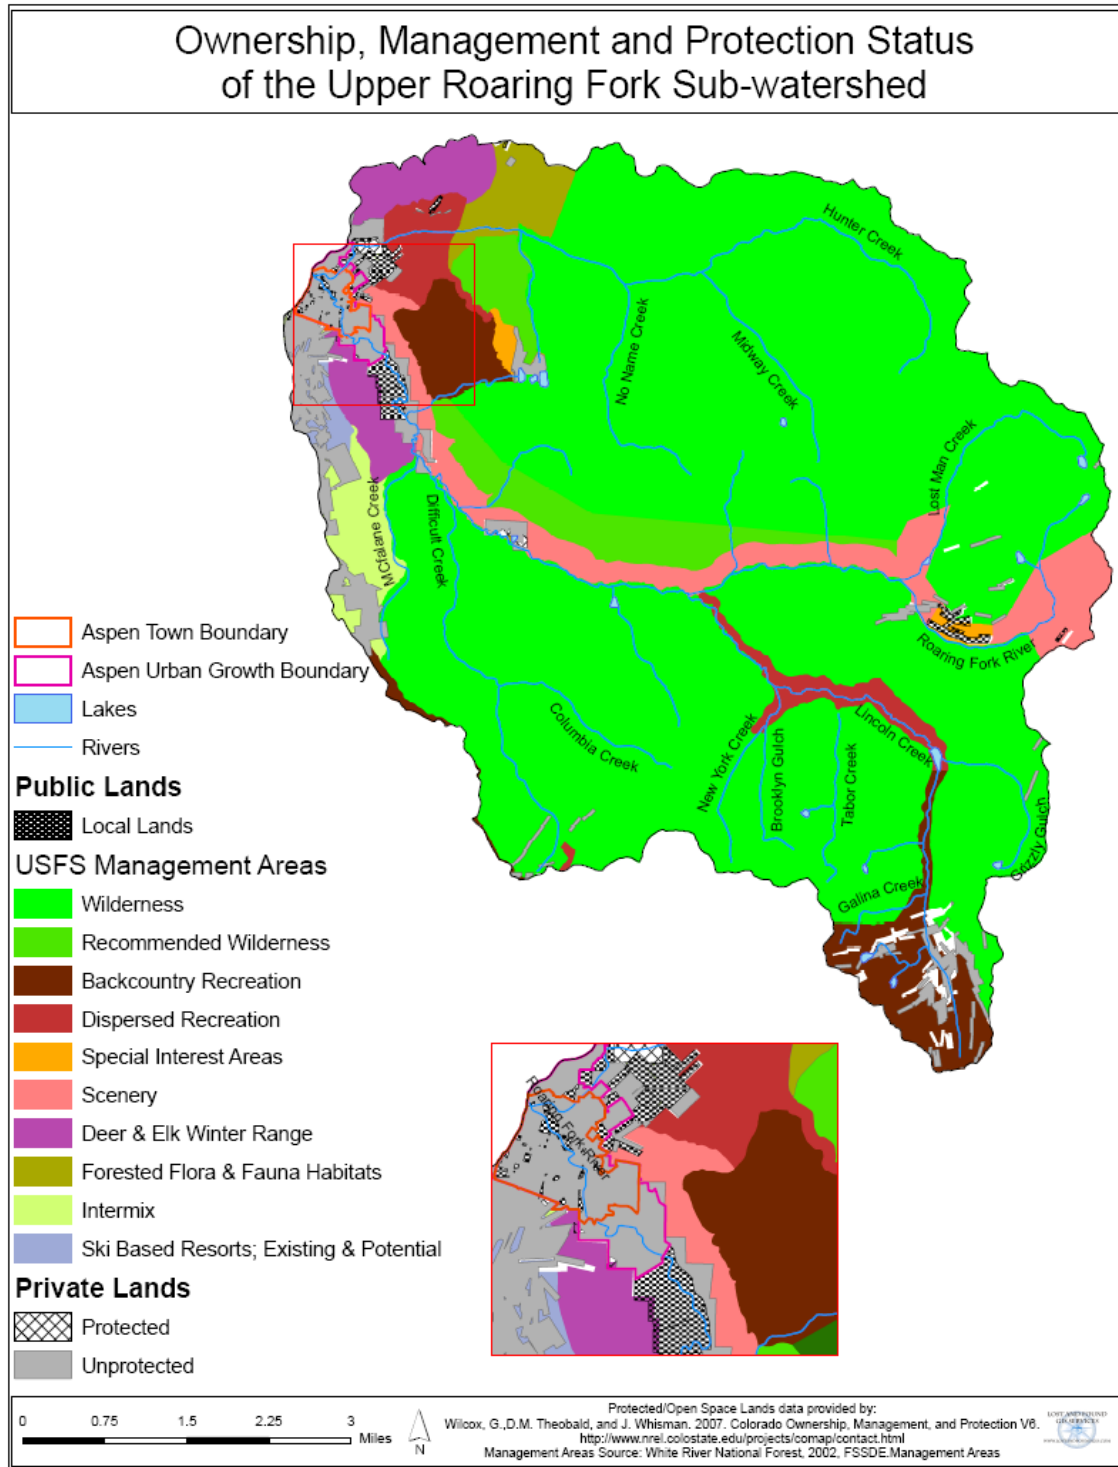 Ownership, Management and Protection Status
of the Upper Roaring Fork Sub-watershed
Hunter Creek
No Name Creek
Midway Creek
Lost Man Creek
MCfalane Creek
Difficult Creek
Roaring Fork River
Columbia Creek
New York Creek
Brooklyn Gulch
Tabor Creek
Lincoln Creek
Grizzly Gulch
Galina Creek
Aspen Town Boundary
Aspen Urban Growth Boundary
Lakes
Rivers
Public Lands
Local Lands
USFS Management Areas
Wilderness
Recommended Wilderness
Backcountry Recreation
Dispersed Recreation
Special Interest Areas
Scenery
Deer & Elk Winter Range
Forested Flora & Fauna Habitats
Intermix
Ski Based Resorts; Existing & Potential
Private Lands
Protected
Unprotected
Roaring Fork River
0 0.75 1.5 2.25 3
Miles
N
Protected/Open Space Lands data provided by:
Wilcox, G.,D.M. Theobald, and J. Whisman. 2007. Colorado Ownership, Management, and Protection V6.
http://www.nrel.colostate.edu/projects/comap/contact.html
Management Areas Source: White River National Forest, 2002, FSSDE.Management Areas
LOST AND FOUND